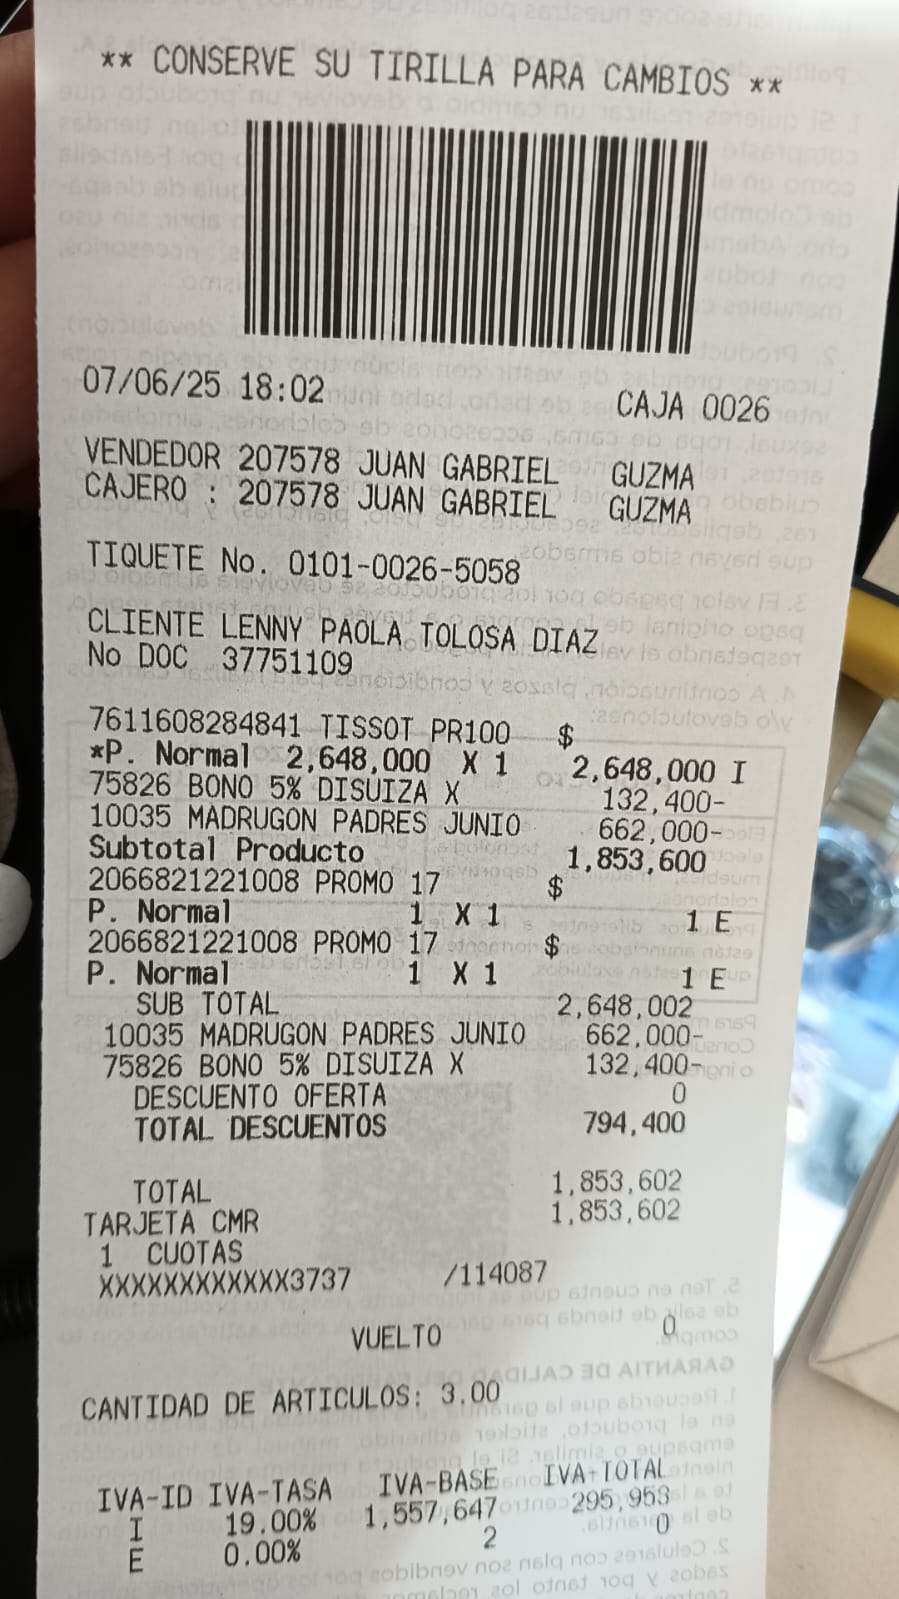 ** CONSERVE SU TIRILLA PARA CAMBIOS **
07/06/25 18:02 CAJA 0026
VENDEDOR 207578 JUAN GABRIEL GUZMA
CAJERO : 207578 JUAN GABRIEL GUZMA
TIQUETE No. 0101-0026-5058
CLIENTE LENNY PAOLA TOLOSA DIAZ
No DOC 37751109
7611608284841 TISSOT PR100 $
*P. Normal 2,648,000 X 1 2,648,000 I
75826 BONO 5% DISUIZA X 132,400-
10035 MADRUGON PADRES JUNIO 662,000-
Subtotal Producto 1,853,600
2066821221008 PROMO 17 $
P. Normal 1 X 1 1 E
2066821221008 PROMO 17 $
P. Normal 1 X 1 1 E
SUB TOTAL 2,648,002
10035 MADRUGON PADRES JUNIO 662,000-
75826 BONO 5% DISUIZA X 132,400-
DESCUENTO OFERTA 0
TOTAL DESCUENTOS 794,400
TOTAL 1,853,602
TARJETA CMR 1,853,602
1 CUOTAS
XXXXXXXXXXXX3737 /114087
VUELTO 0
CANTIDAD DE ARTICULOS: 3.00
IVA-ID IVA-TASA IVA-BASE IVA+TOTAL
I 19.00% 1,557,647 295,953
E 0.00% 2 0